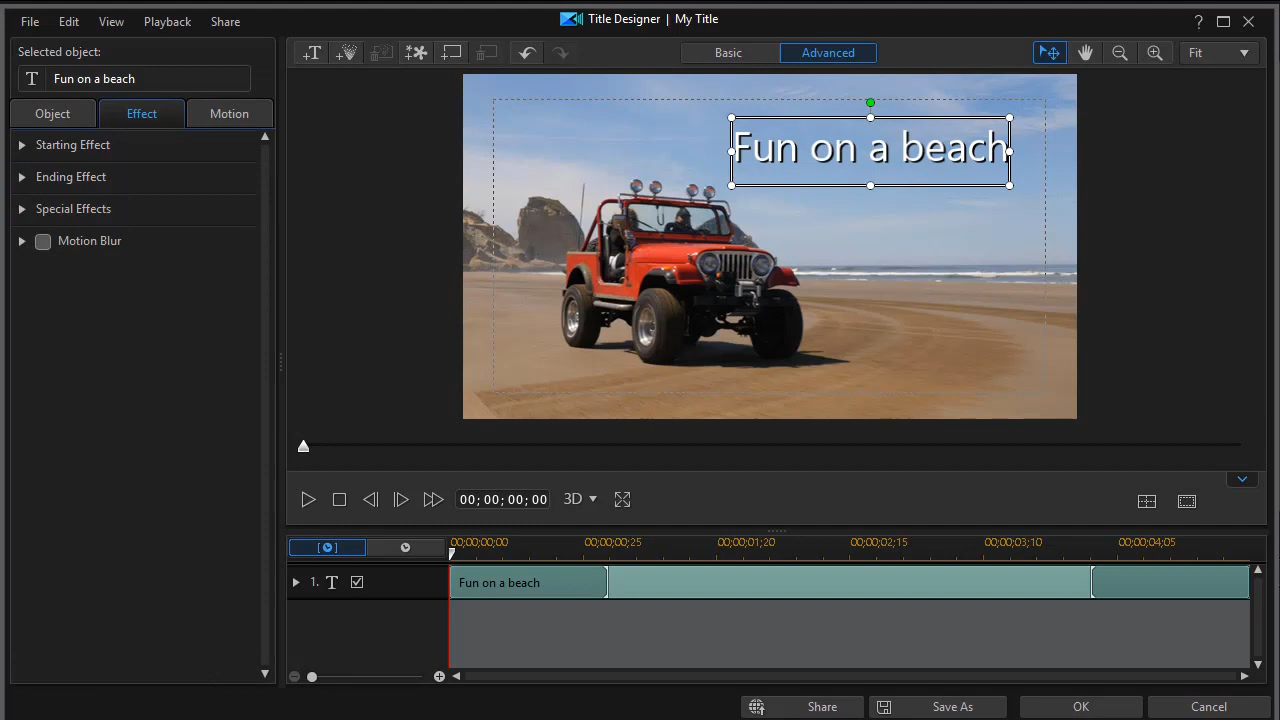 Title Designer | My Title
File Edit View Playback Share
?
Selected object:
T Fun on a beach
Object Effect Motion
Starting Effect
Ending Effect
Special Effects
Motion Blur
Basic Advanced
Fit
Fun on a beach
00; 00; 00; 00
3D
00;00;00;00 00;00;00;25 00;00;01;20 00;00;02;15 00;00;03;10 00;00;04;05
1. T Fun on a beach
Share Save As OK Cancel